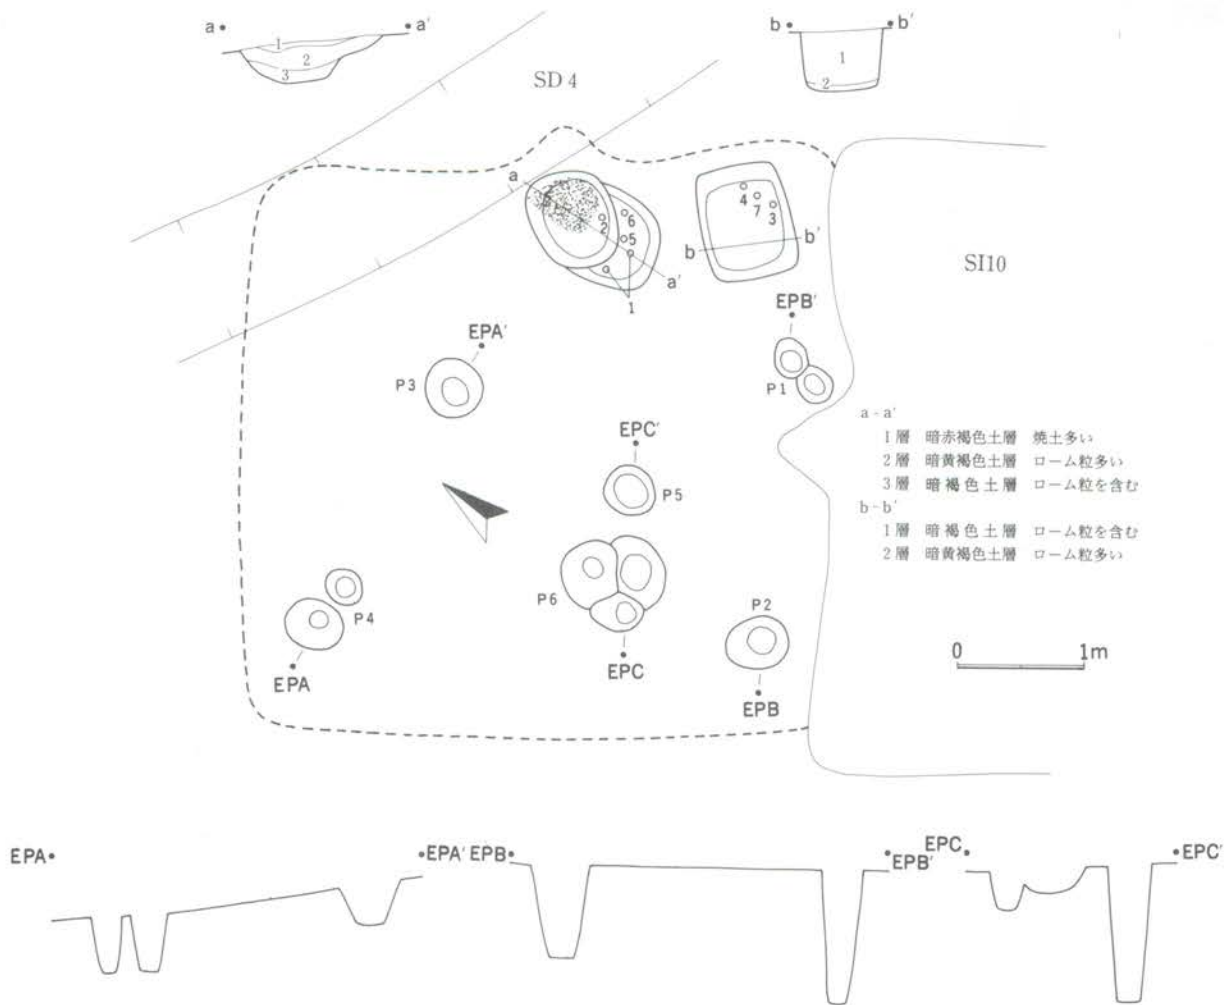 a a'
1
2
3
b b'
1
2
SD 4
a
2
6
5
a'
1
4
7
3
b b'
SI10
EPA'
P3
EPB'
P1
EPC'
P5
a - a'
1層 暗赤褐色土層 焼土多い
2層 暗黄褐色土層 ローム粒多い
3層 暗褐色土層 ローム粒を含む
b - b'
1層 暗褐色土層 ローム粒を含む
2層 暗黄褐色土層 ローム粒多い
P4
P6
P2
EPA
EPC
EPB
0 1m
EPA EPA' EPB EPB' EPC EPC'